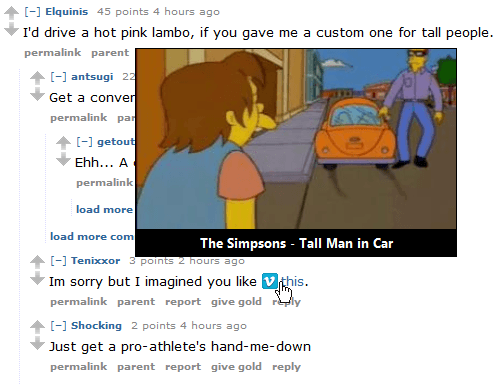 [–] Elquinis 45 points 4 hours ago
I'd drive a hot pink lambo, if you gave me a custom one for tall people.
permalink parent
[–] antsugi 22
Get a conver
permalink par
[–] getout
Ehh... A c
permalink
load more
load more com
The Simpsons - Tall Man in Car
[–] Tenixxor 3 points 2 hours ago
Im sorry but I imagined you like this.
permalink parent report give gold reply
[–] Shocking 2 points 4 hours ago
Just get a pro-athlete's hand-me-down
permalink parent report give gold reply